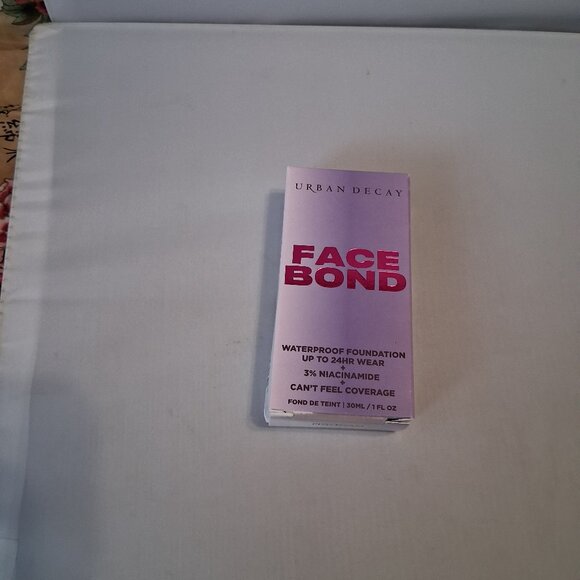 URBAN DECAY
FACE
BOND
WATERPROOF FOUNDATION
UP TO 24HR WEAR
+
3% NIACINAMIDE
+
CAN'T FEEL COVERAGE
FOND DE TEINT | 30ML / 1 FL OZ